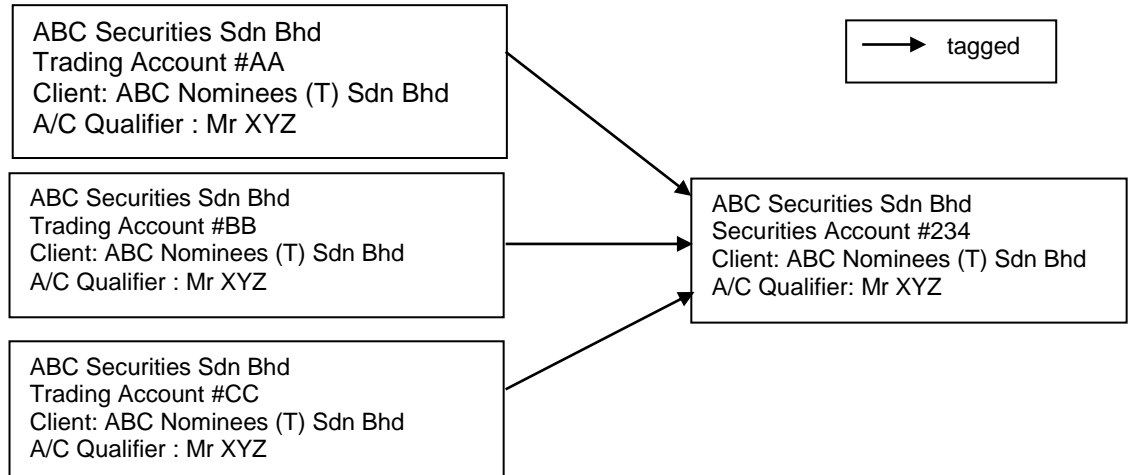 ABC Securities Sdn Bhd
Trading Account #AA
Client: ABC Nominees (T) Sdn Bhd
A/C Qualifier : Mr XYZ
tagged
ABC Securities Sdn Bhd
Trading Account #BB
Client: ABC Nominees (T) Sdn Bhd
A/C Qualifier : Mr XYZ
ABC Securities Sdn Bhd
Securities Account #234
Client: ABC Nominees (T) Sdn Bhd
A/C Qualifier: Mr XYZ
ABC Securities Sdn Bhd
Trading Account #CC
Client: ABC Nominees (T) Sdn Bhd
A/C Qualifier : Mr XYZ